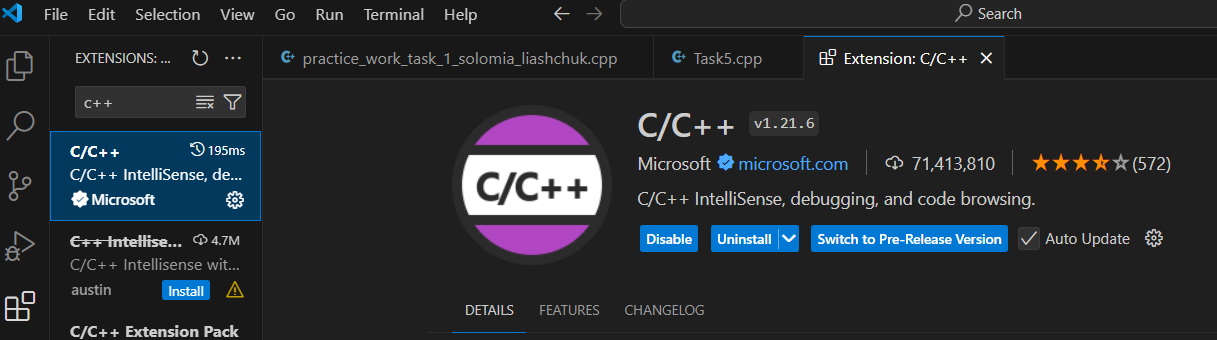 File Edit Selection View Go Run Terminal Help Search
EXTENSIONS: ...
practice_work_task_1_solomia_liashchuk.cpp Task5.cpp Extension: C/C++
c++
C/C++ 195ms
C/C++ IntelliSense, de...
Microsoft
C++ Intellise... 4.7M
C/C++ Intellisense wit...
austin Install
C/C++ Extension Pack
C/C++
C/C++ v1.21.6
Microsoft microsoft.com 71,413,810 (572)
C/C++ IntelliSense, debugging, and code browsing.
Disable Uninstall Switch to Pre-Release Version Auto Update
DETAILS FEATURES CHANGELOG